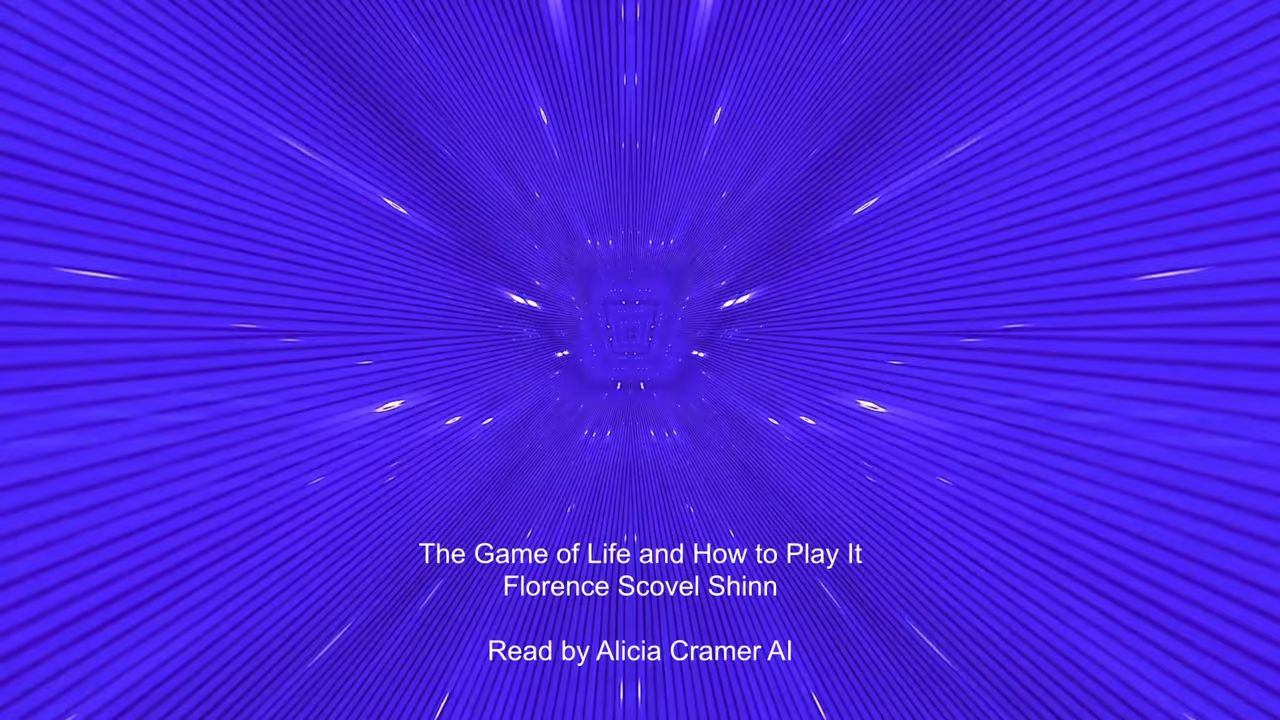 The Game of Life and How to Play It
Florence Scovel Shinn
Read by Alicia Cramer AI